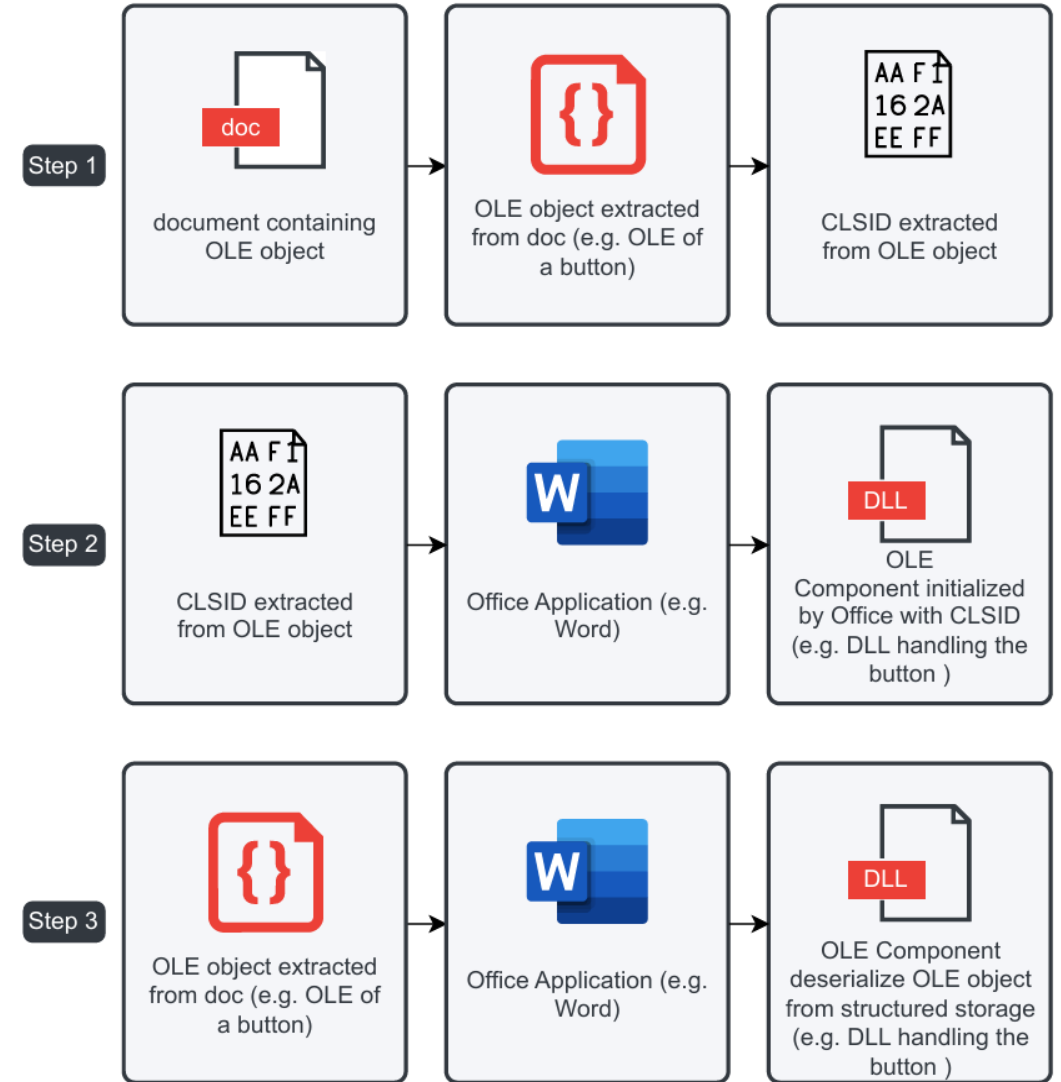 Step 1
doc
document containing
OLE object
OLE object extracted
from doc (e.g. OLE of
a button)
AA F1
16 2A
EE FF
CLSID extracted
from OLE object
Step 2
AA F1
16 2A
EE FF
CLSID extracted
from OLE object
W
Office Application (e.g.
Word)
DLL
OLE
Component initialized
by Office with CLSID
(e.g. DLL handling the
button )
Step 3
OLE object extracted
from doc (e.g. OLE of
a button)
W
Office Application (e.g.
Word)
DLL
OLE Component
deserialize OLE object
from structured storage
(e.g. DLL handling the
button )